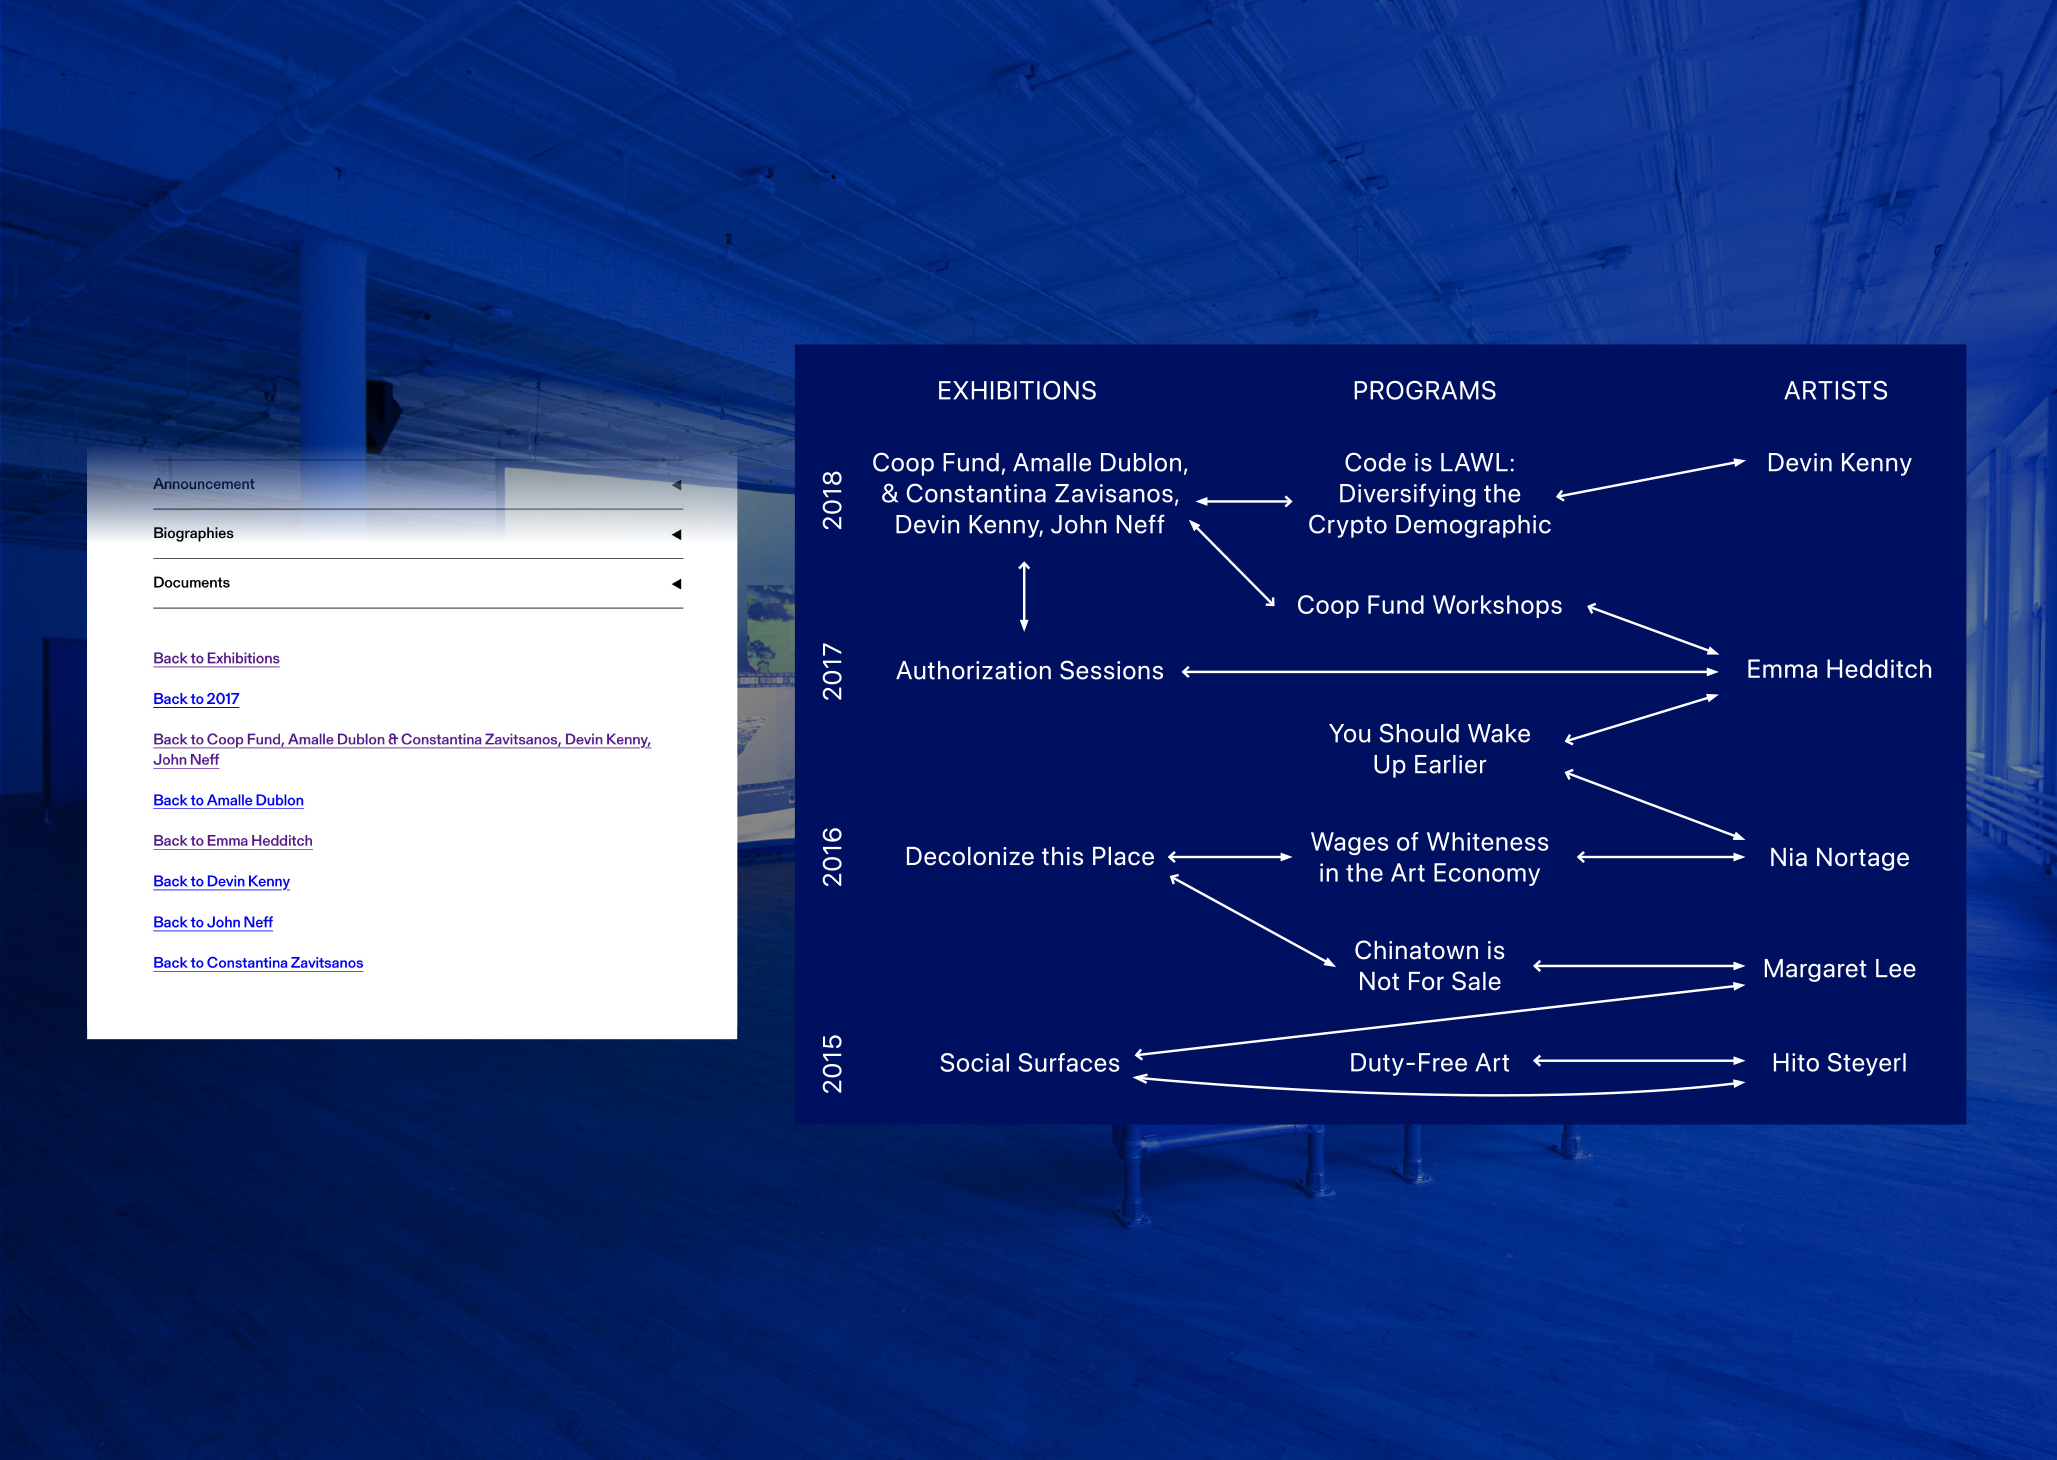 Announcement
Biographies
Documents
Back to Exhibitions
Back to 2017
Back to Coop Fund, Amalle Dublon & Constantina Zavitsanos, Devin Kenny,
John Neff
Back to Amalle Dublon
Back to Emma Hedditch
Back to Devin Kenny
Back to John Neff
Back to Constantina Zavitsanos
EXHIBITIONS
PROGRAMS
ARTISTS
2018
Coop Fund, Amalle Dublon,
& Constantina Zavisanos,
Devin Kenny, John Neff
Code is LAWL:
Diversifying the
Crypto Demographic
Devin Kenny
Coop Fund Workshops
2017
Authorization Sessions
Emma Hedditch
You Should Wake
Up Earlier
2016
Decolonize this Place
Wages of Whiteness
in the Art Economy
Nia Nortage
Chinatown is
Not For Sale
Margaret Lee
2015
Social Surfaces
Duty-Free Art
Hito Steyerl